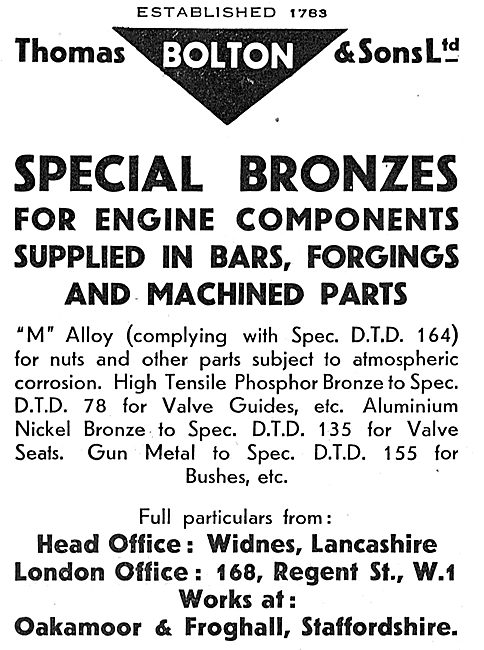 ESTABLISHED 1783
Thomas BOLTON & Sons Ltd
SPECIAL BRONZES
FOR ENGINE COMPONENTS
SUPPLIED IN BARS, FORGINGS
AND MACHINED PARTS
"M" Alloy (complying with Spec. D.T.D. 164)
for nuts and other parts subject to atmospheric
corrosion. High Tensile Phosphor Bronze to Spec.
D.T.D. 78 for Valve Guides, etc. Aluminium
Nickel Bronze to Spec. D.T.D. 135 for Valve
Seats. Gun Metal to Spec. D.T.D. 155 for
Bushes, etc.
Full particulars from:
Head Office: Widnes, Lancashire
London Office: 168, Regent St., W.1
Works at:
Oakamoor & Froghall, Staffordshire.